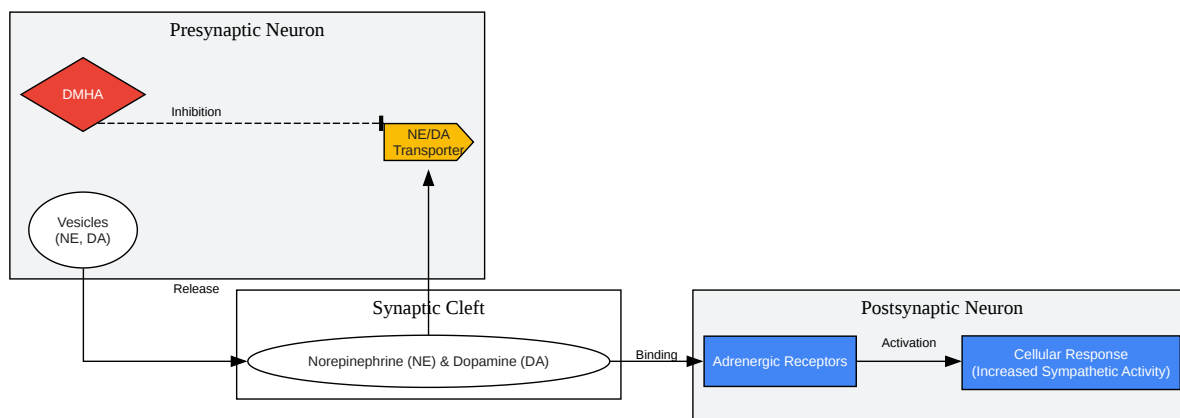 Presynaptic Neuron
DMHA
Inhibition
NE/DA
Transporter
Vesicles
(NE, DA)
Release
Synaptic Cleft
Norepinephrine (NE) & Dopamine (DA)
Binding
Postsynaptic Neuron
Adrenergic Receptors
Activation
Cellular Response
(Increased Sympathetic Activity)